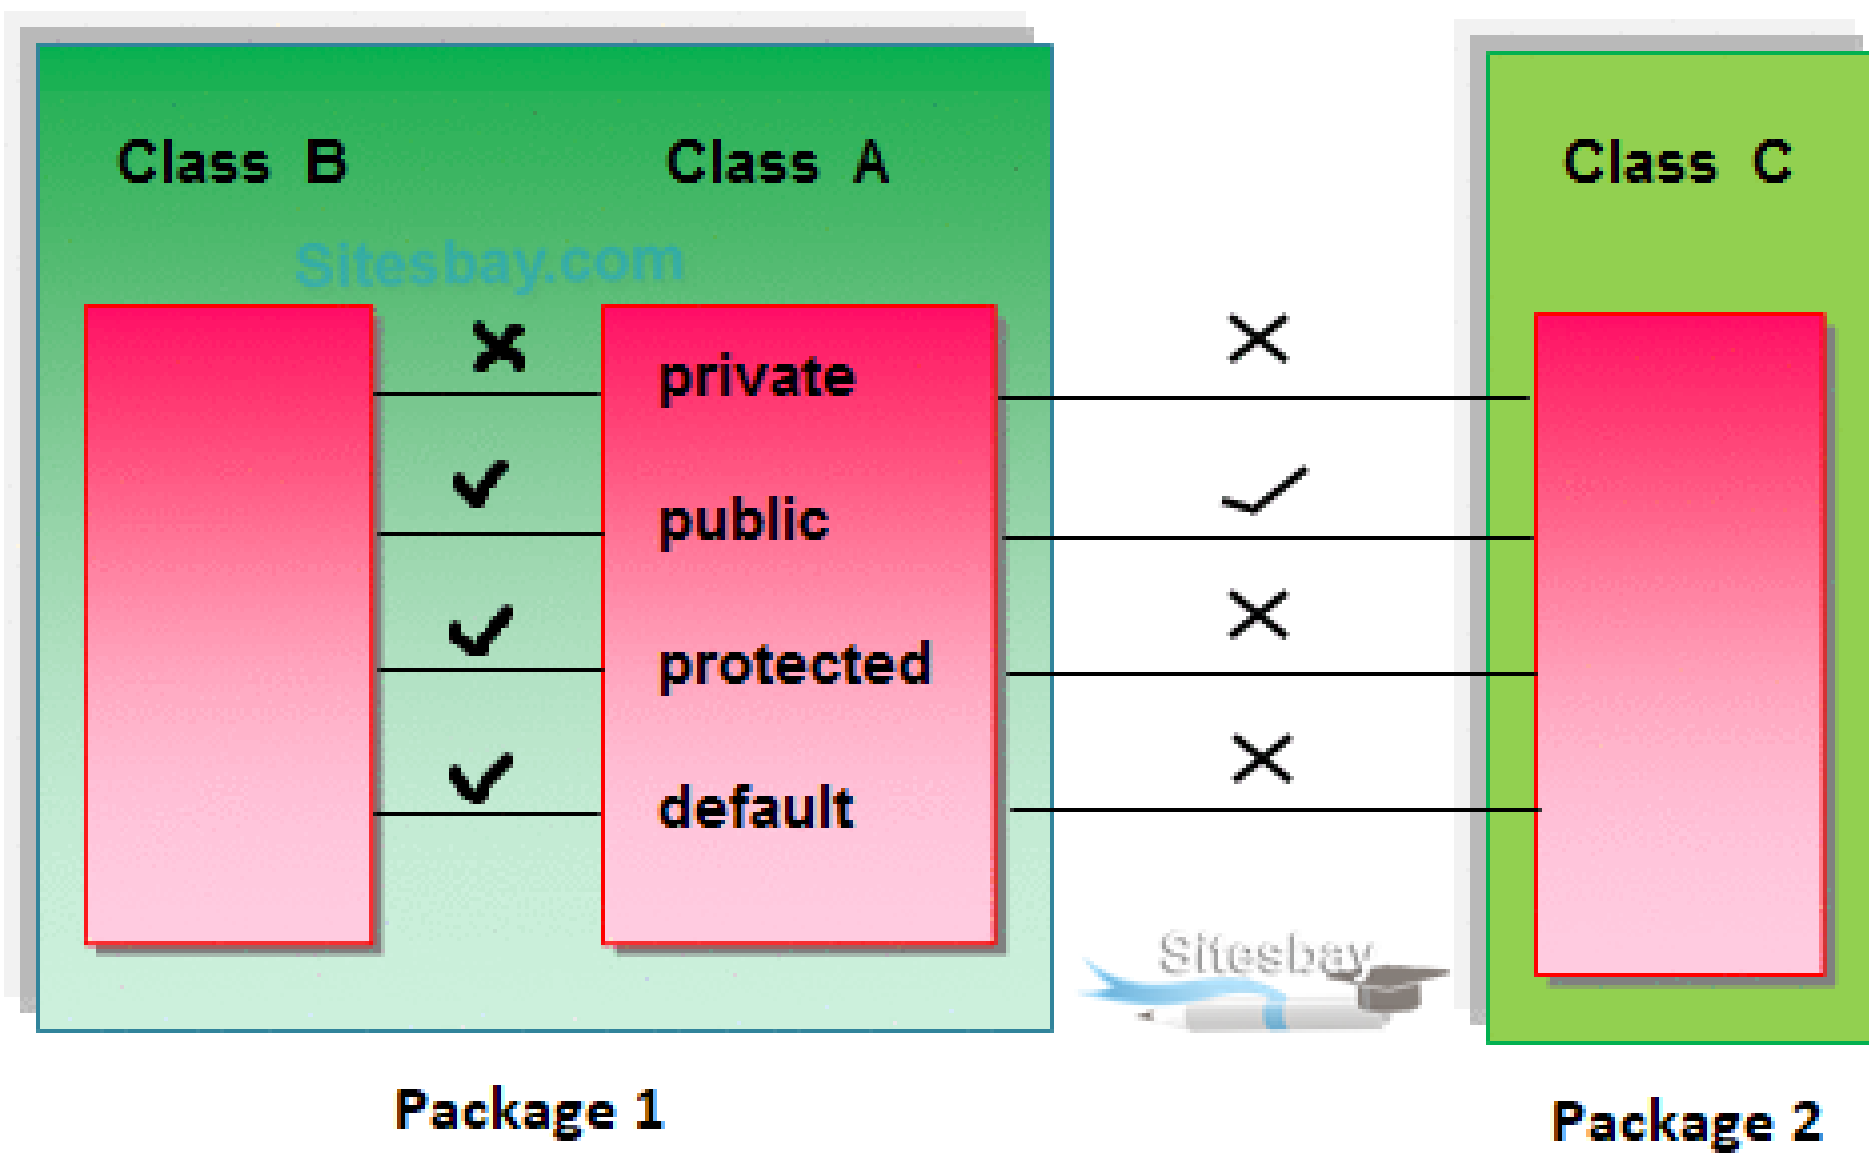 Class B
Class A
Class C
Sitesbay.com
private
public
protected
default
Sitesbay
Package 1
Package 2